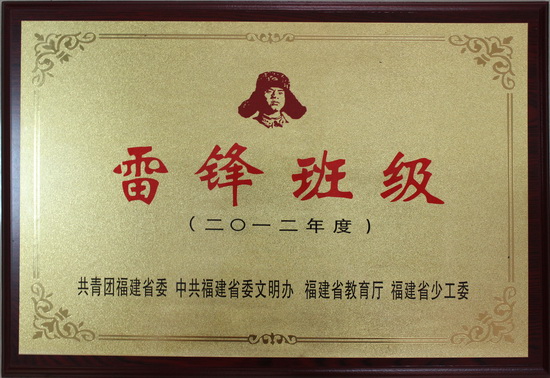 雷锋班级
（二〇一二年度）
共青团福建省委 中共福建省委文明办 福建省教育厅 福建省少工委